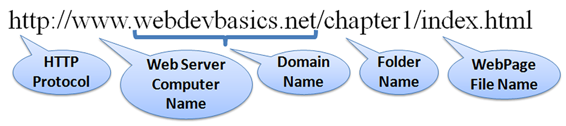 http://www.webdevbasics.net/chapter1/index.html
HTTP
Protocol
Web Server
Computer
Name
Domain
Name
Folder
Name
WebPage
File Name